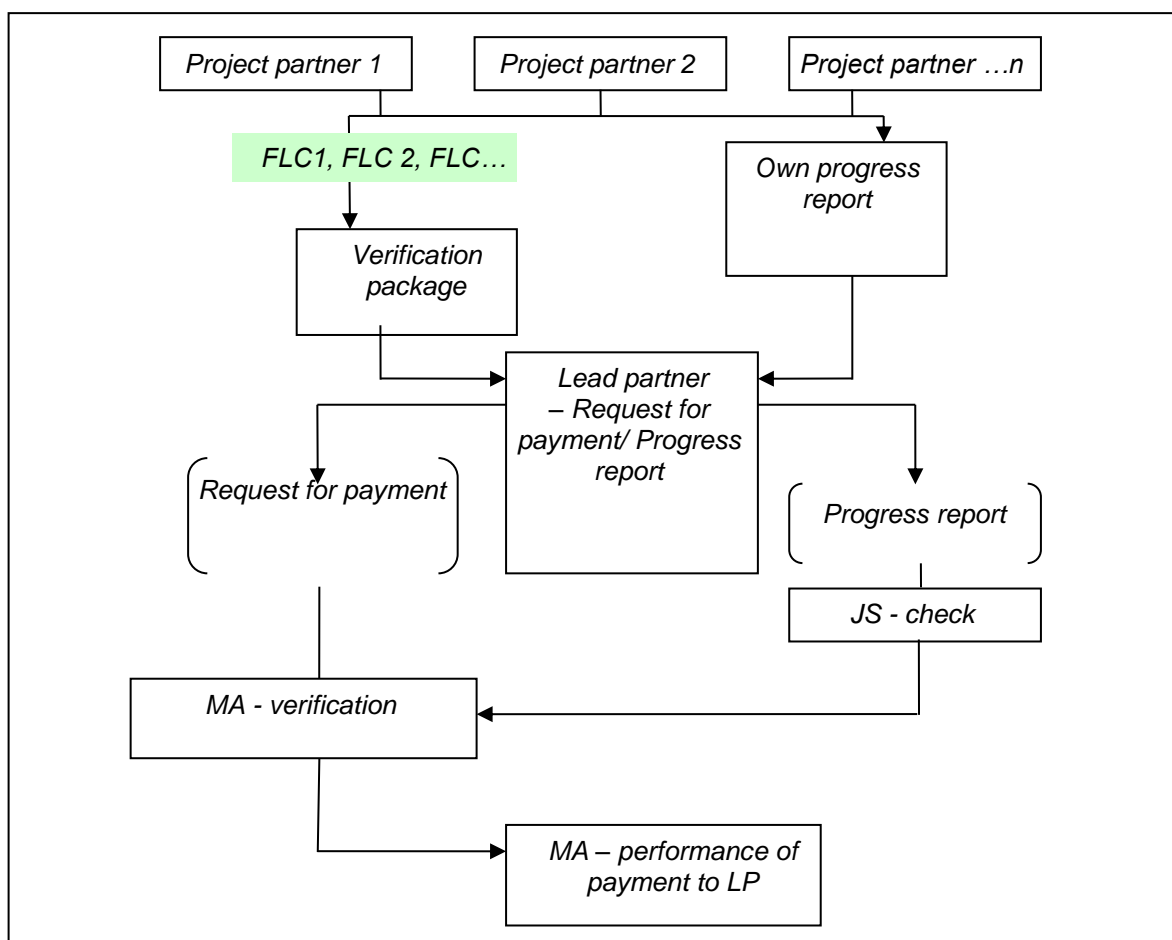 Project partner 1
Project partner 2
Project partner …n
FLC1, FLC 2, FLC…
Own progress
report
Verification
package
Lead partner
– Request for
payment/ Progress
report
Request for payment
Progress report
JS - check
MA - verification
MA – performance of
payment to LP